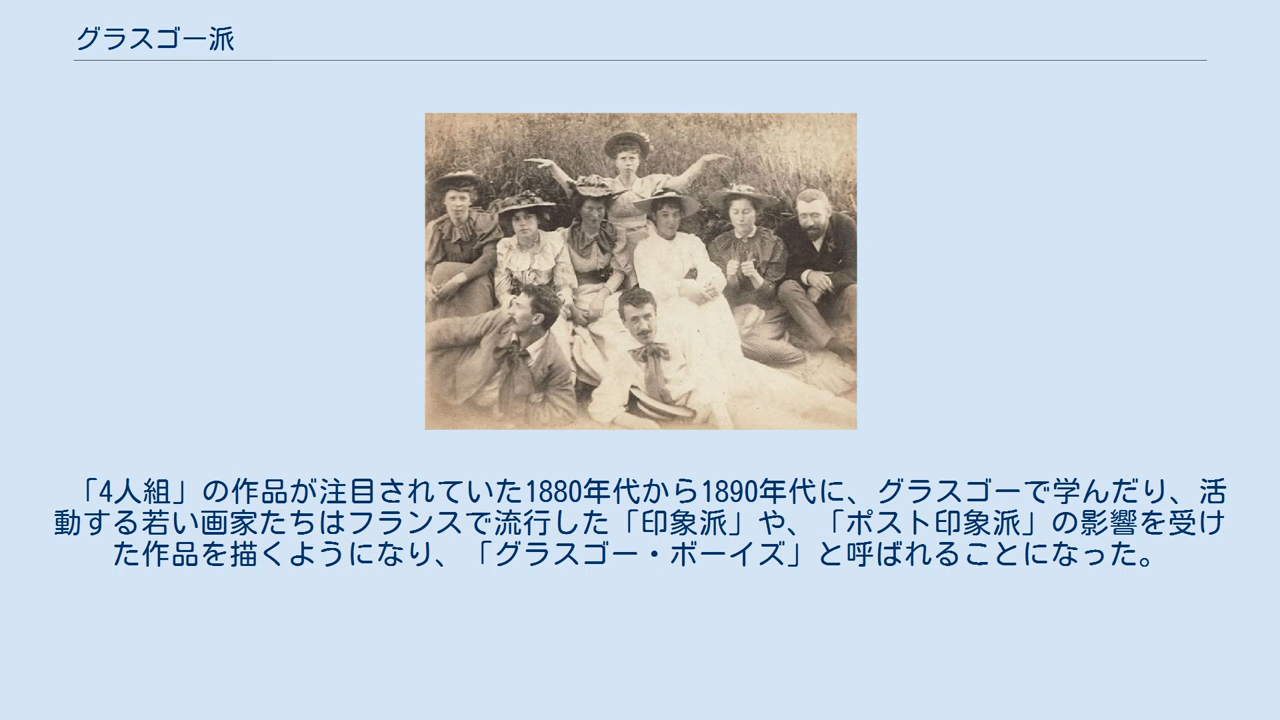 グラスゴー派
「4人組」の作品が注目されていた1880年代から1890年代に、グラスゴーで学んだり、活
動する若い画家たちはフランスで流行した「印象派」や、「ポスト印象派」の影響を受け
た作品を描くようになり、「グラスゴー・ボーイズ」と呼ばれることになった。